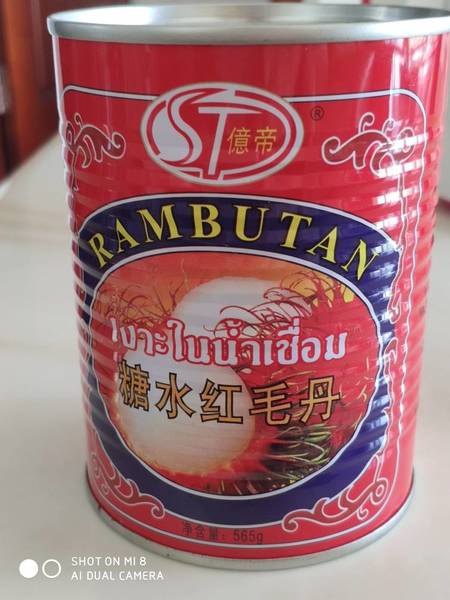 ST 億帝
®
RAMBUTAN
เงาะในน้ำเชื่อม
糖水红毛丹
净含量: 565g
SHOT ON MI 8
AI DUAL CAMERA